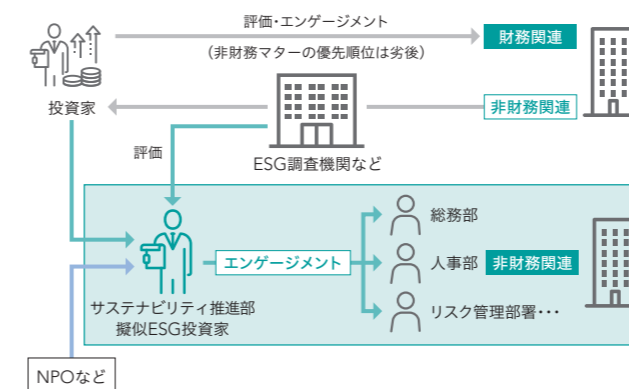 評価・エンゲージメント
(非財務マターの優先順位は劣後)
財務関連
投資家
非財務関連
ESG調査機関など
評価
サステナビリティ推進部
擬似ESG投資家
エンゲージメント
総務部
人事部
非財務関連
リスク管理部署・・・
NPOなど